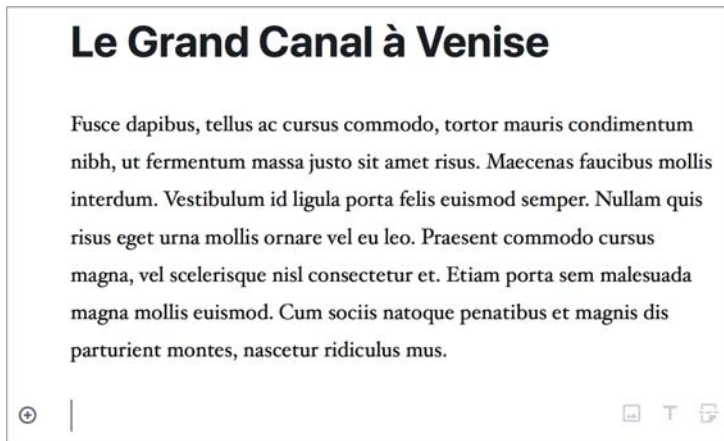 Le Grand Canal à Venise
Fusce dapibus, tellus ac cursus commodo, tortor mauris condimentum
nibh, ut fermentum massa justo sit amet risus. Maecenas faucibus mollis
interdum. Vestibulum id ligula porta felis euismod semper. Nullam quis
risus eget urna mollis ornare vel eu leo. Praesent commodo cursus
magna, vel scelerisque nisl consectetur et. Etiam porta sem malesuada
magna mollis euismod. Cum sociis natoque penatibus et magnis dis
parturient montes, nascetur ridiculus mus.